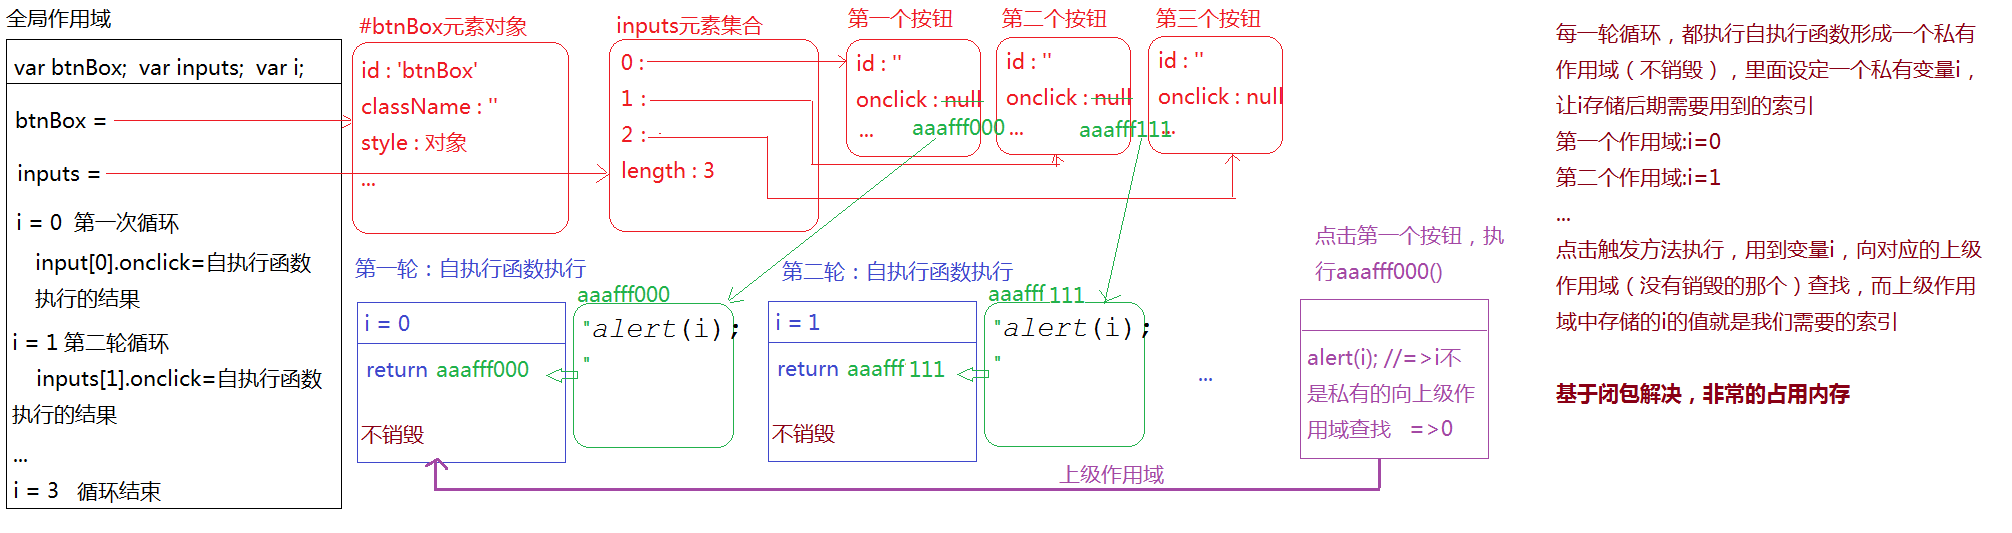 全局作用域
var btnBox;  var inputs;  var i;
btnBox =
inputs =
i = 0  第一次循环
input[0].onclick=自执行函数
执行的结果
i = 1 第二轮循环
inputs[1].onclick=自执行函数
执行的结果
...
i = 3   循环结束
#btnBox元素对象
id : 'btnBox'
className : ''
style : 对象
...
inputs元素集合
0 :
1 :
2 :
length : 3
第一个按钮
id : ''
onclick : null
aaafff000
...
第二个按钮
id : ''
onclick : null
aaafff111
...
第三个按钮
id : ''
onclick : null
...
第一轮：自执行函数执行
i = 0
return aaafff000
不销毁
aaafff000
"alert(i);
"
第二轮：自执行函数执行
i = 1
return aaafff 111
不销毁
aaafff 111
"alert(i);
"
...
点击第一个按钮，执
行aaafff000()
alert(i); //=>i不
是私有的向上级作
用域查找   =>0
上级作用域
每一轮循环，都执行自执行函数形成一个私有
作用域（不销毁），里面设定一个私有变量i，
让i存储后期需要用到的索引
第一个作用域:i=0
第二个作用域:i=1
...
点击触发方法执行，用到变量i，向对应的上级
作用域（没有销毁的那个）查找，而上级作用
域中存储的i的值就是我们需要的索引
基于闭包解决，非常的占用内存